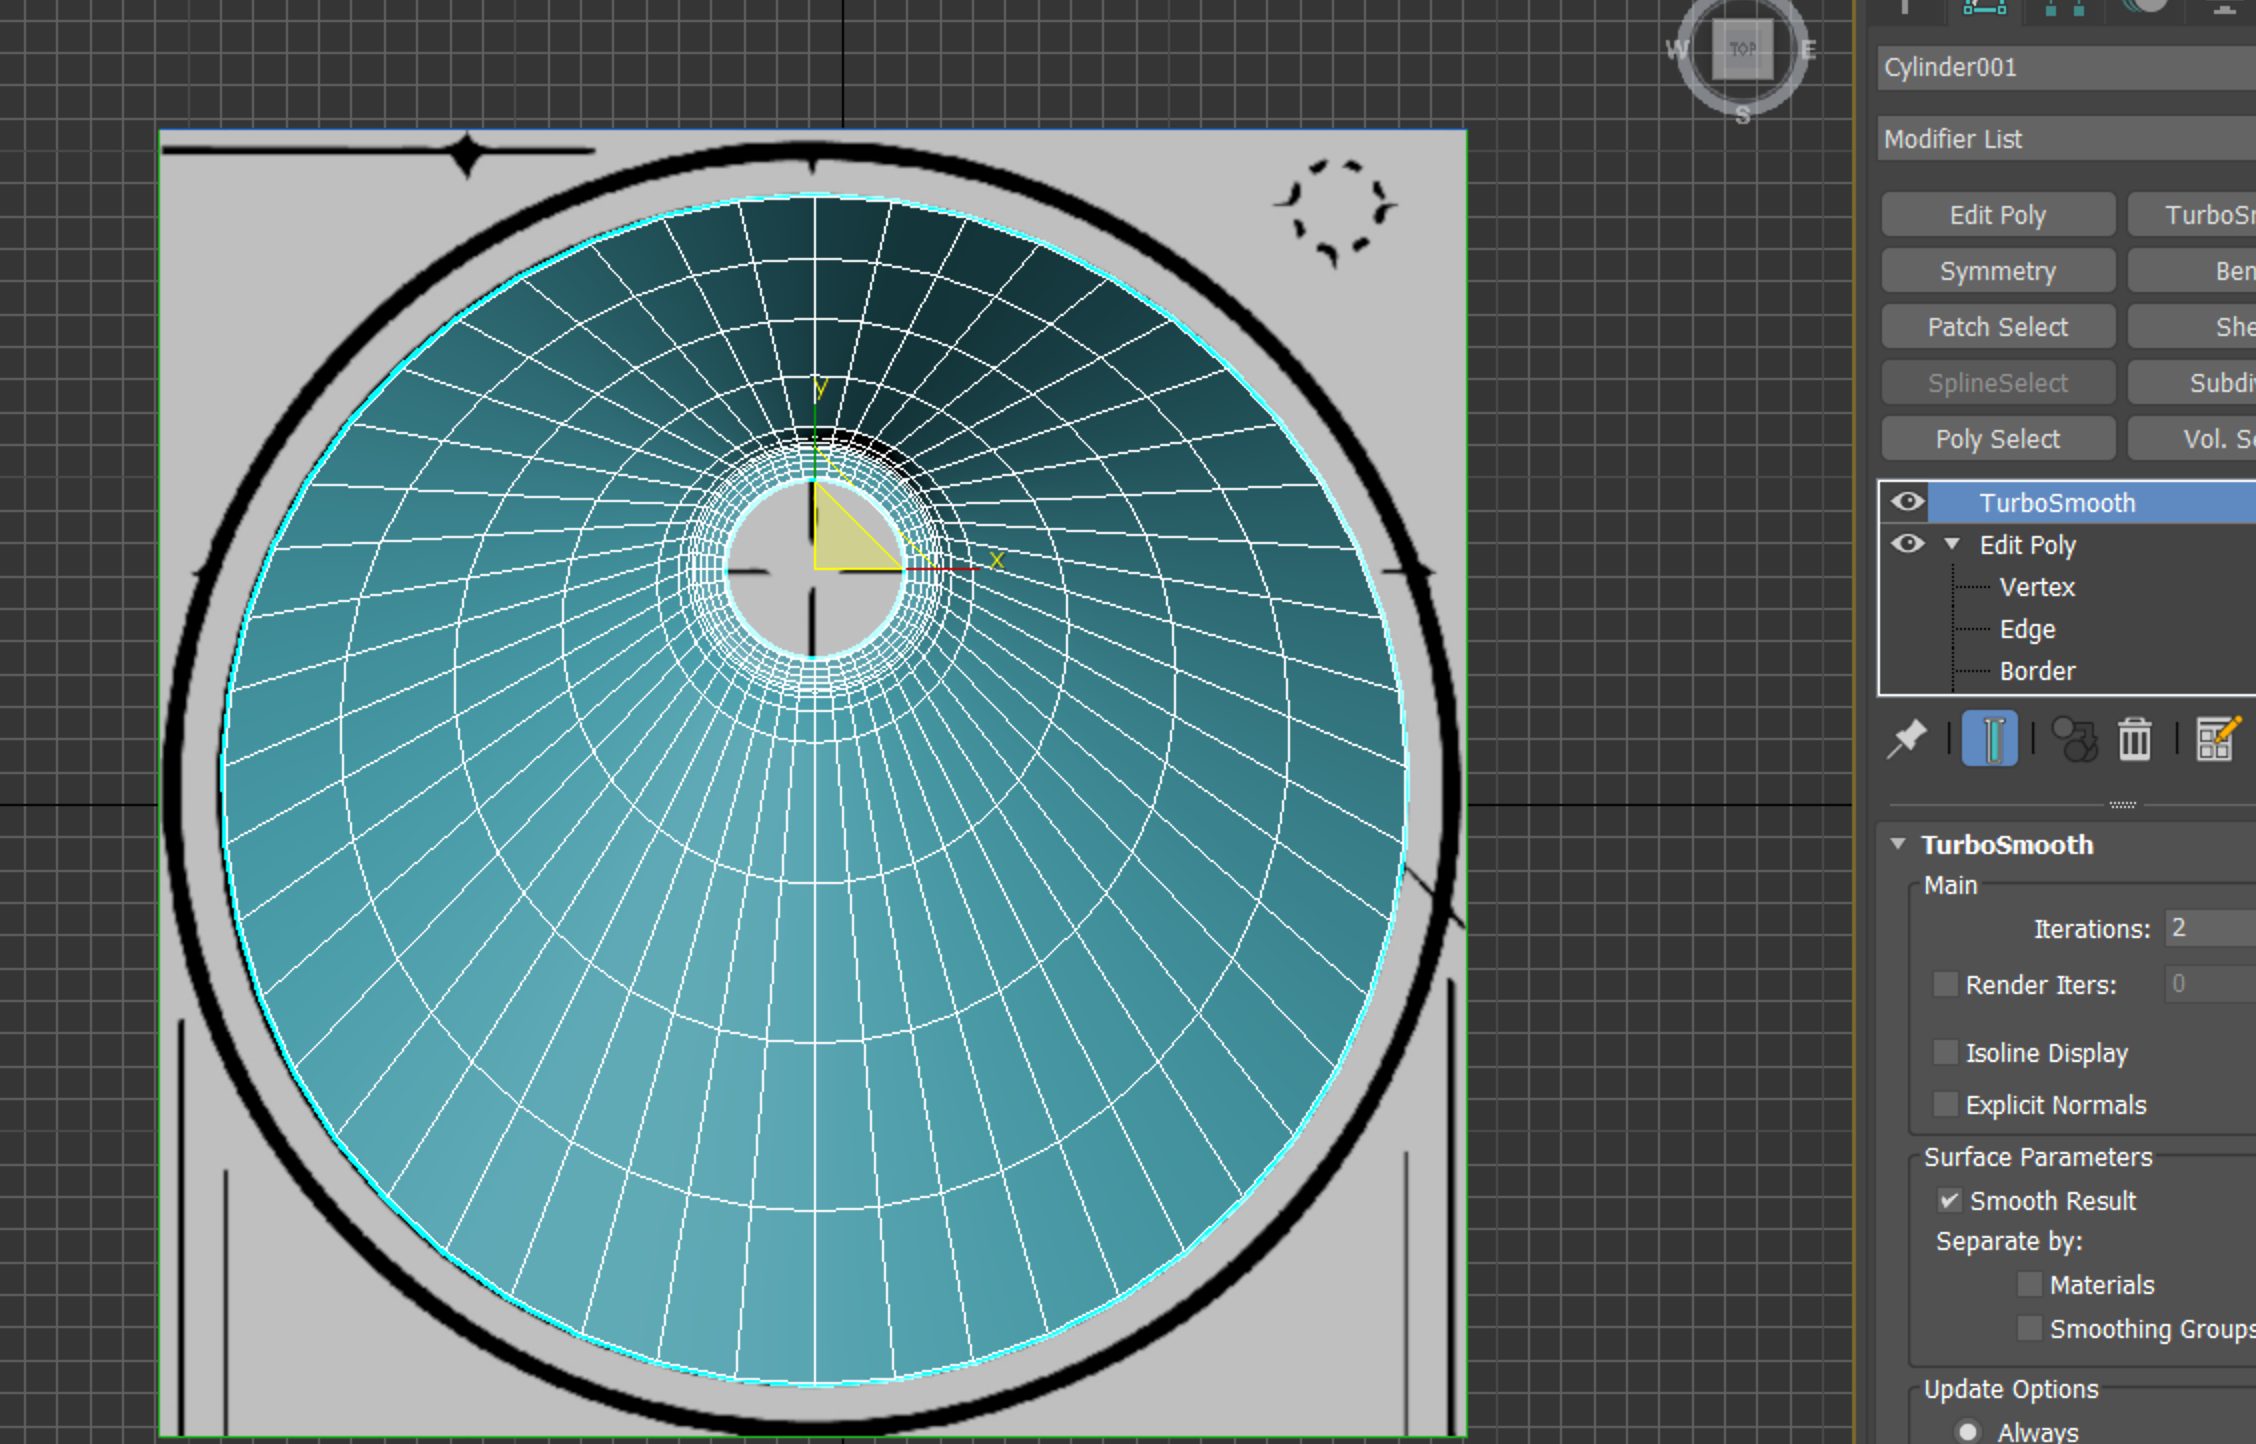 W TOP E
S
Cylinder001
Modifier List
Edit Poly TurboSr
Symmetry Ben
Patch Select She
SplineSelect Subdiv
Poly Select Vol. Se
TurboSmooth
Edit Poly
Vertex
Edge
Border
y
x
TurboSmooth
Main
Iterations: 2
Render Iters: 0
Isoline Display
Explicit Normals
Surface Parameters
Smooth Result
Separate by:
Materials
Smoothing Groups
Update Options
Always